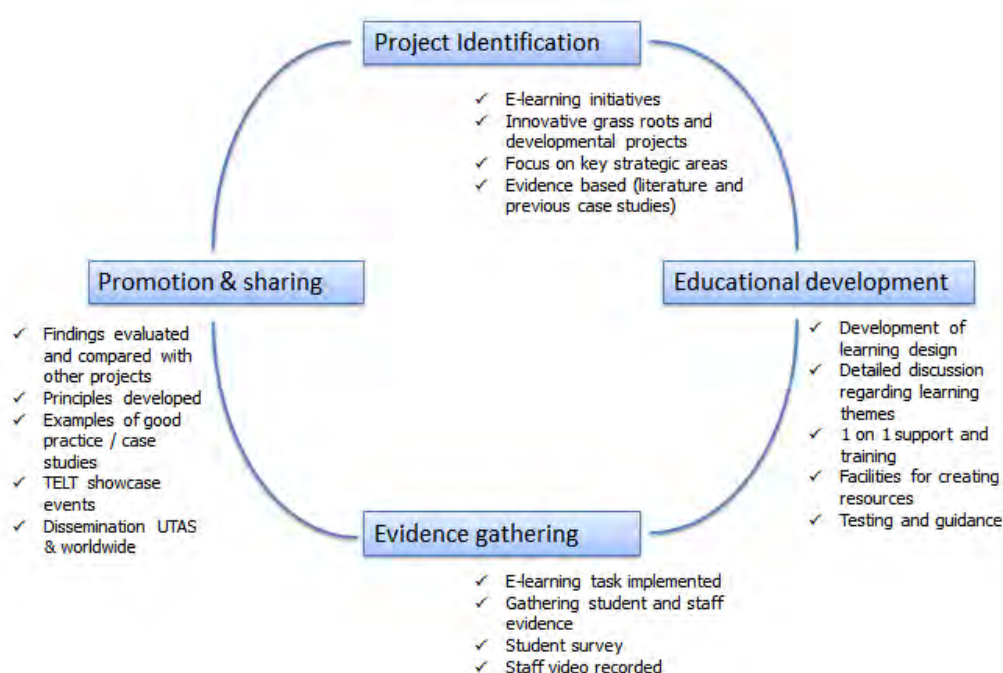 Project Identification
✓ E-learning initiatives
✓ Innovative grass roots and
developmental projects
✓ Focus on key strategic areas
✓ Evidence based (literature and
previous case studies)
Promotion & sharing
✓ Findings evaluated
and compared with
other projects
✓ Principles developed
✓ Examples of good
practice / case
studies
✓ TELT showcase
events
✓ Dissemination UTAS
& worldwide
Educational development
✓ Development of
learning design
✓ Detailed discussion
regarding learning
themes
✓ 1 on 1 support and
training
✓ Facilities for creating
resources
✓ Testing and guidance
Evidence gathering
✓ E-learning task implemented
✓ Gathering student and staff
evidence
✓ Student survey
✓ Staff video recorded